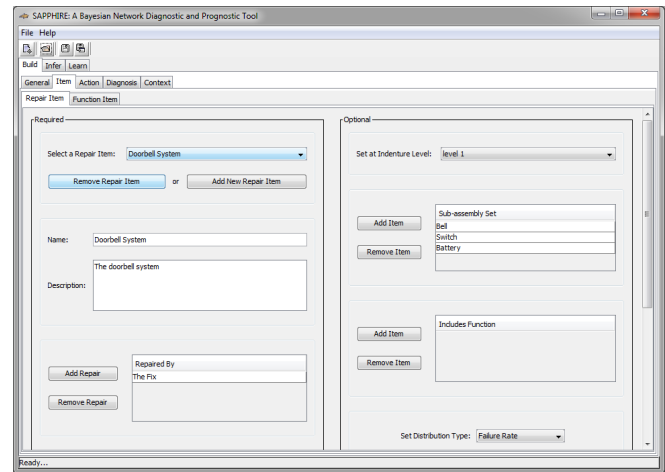 SAPPHIRE: A Bayesian Network Diagnostic and Prognostic Tool
File Help
Build Infer Learn
General Item Action Diagnosis Context
Repair Item Function Item
Required
Select a Repair Item: Doorbell System
Remove Repair Item or Add New Repair Item
Name: Doorbell System
Description: The doorbell system
Add Repair
Remove Repair
Repaired By
The Fix
Optional
Set at Indenture Level: level 1
Add Item
Remove Item
Sub-assembly Set
Bell
Switch
Battery
Add Item
Remove Item
Includes Function
Set Distribution Type: Failure Rate
Ready...